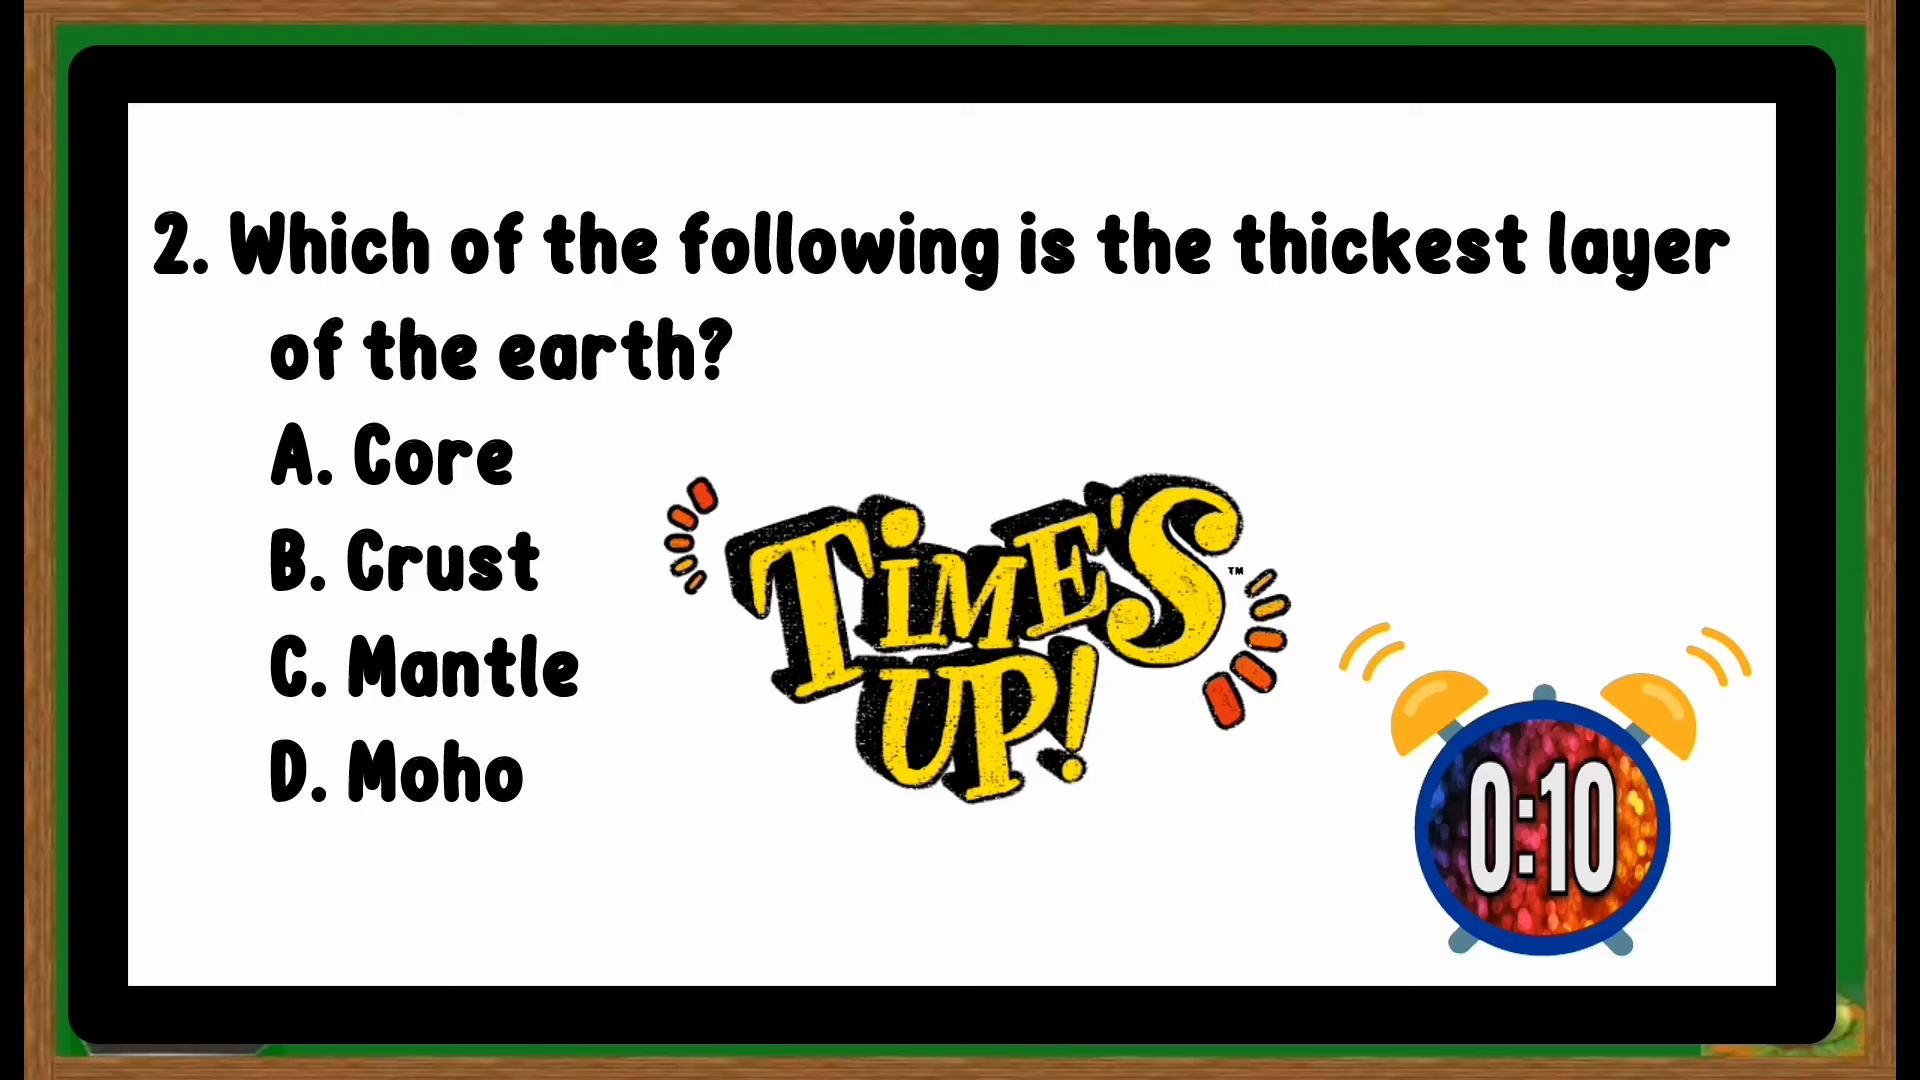 2. Which of the following is the thickest layer
of the earth?
A. Core
B. Crust
C. Mantle
D. Moho
TIME'S
UP!
™
0:10